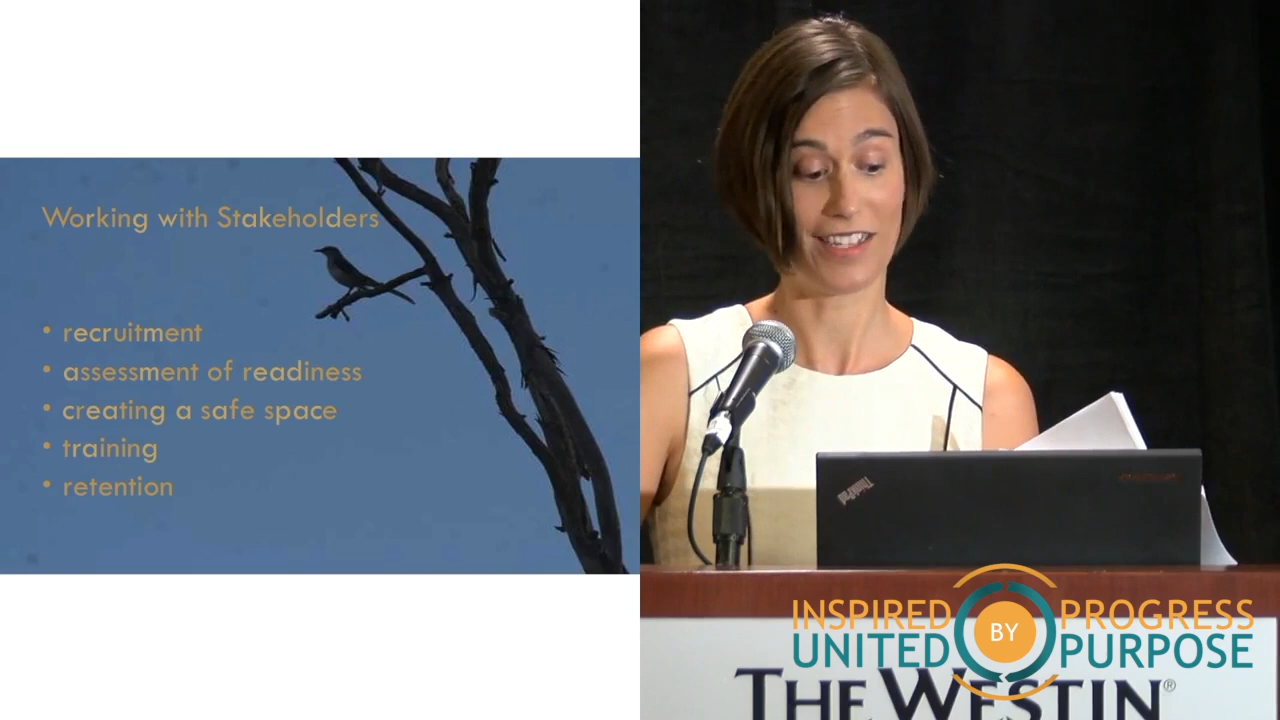 Working with Stakeholders
• recruitment
• assessment of readiness
• creating a safe space
• training
• retention
ThinkPad
INSPIRED BY PROGRESS
UNITED PURPOSE
THE WESTIN®